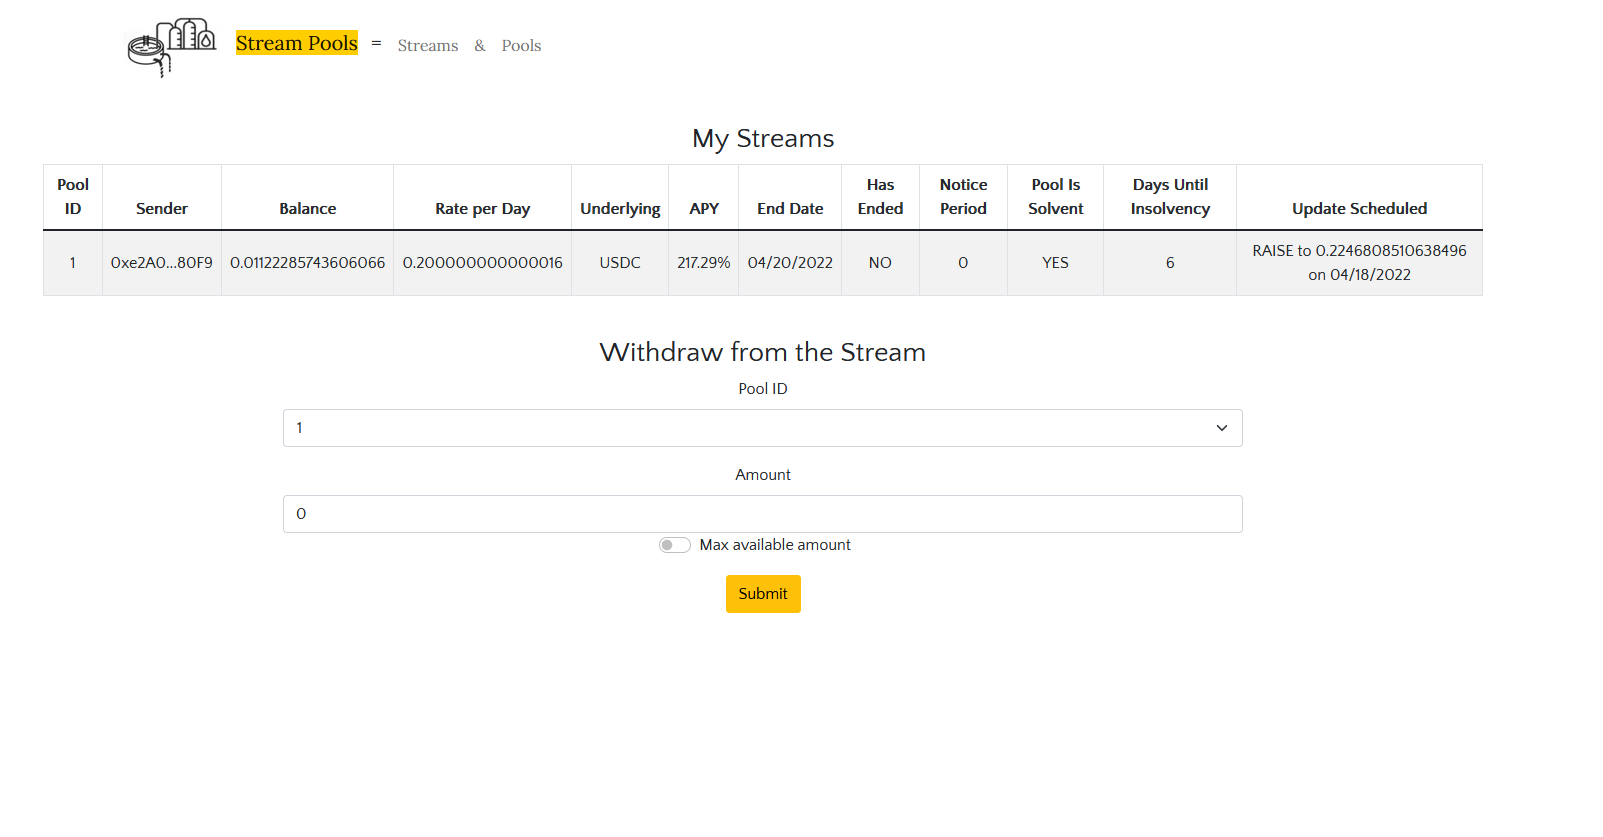 Stream Pools = Streams & Pools
My Streams
Pool ID Sender Balance Rate per Day Underlying APY End Date Has Ended Notice Period Pool Is Solvent Days Until Insolvency Update Scheduled
1 0xe2A0...80F9 0.01122285743606066 0.200000000000016 USDC 217.29% 04/20/2022 NO 0 YES 6 RAISE to 0.2246808510638496 on 04/18/2022
Withdraw from the Stream
Pool ID
1
Amount
0
Max available amount
Submit